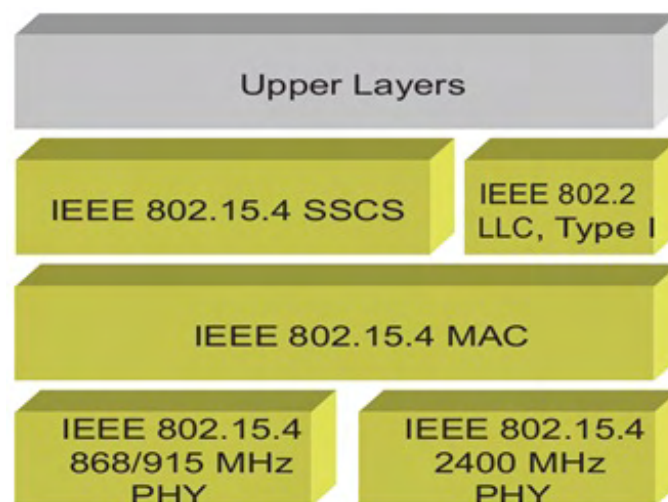 Upper Layers
IEEE 802.15.4 SSCS
IEEE 802.2
LLC, Type I
IEEE 802.15.4 MAC
IEEE 802.15.4
868/915 MHz
PHY
IEEE 802.15.4
2400 MHz
PHY